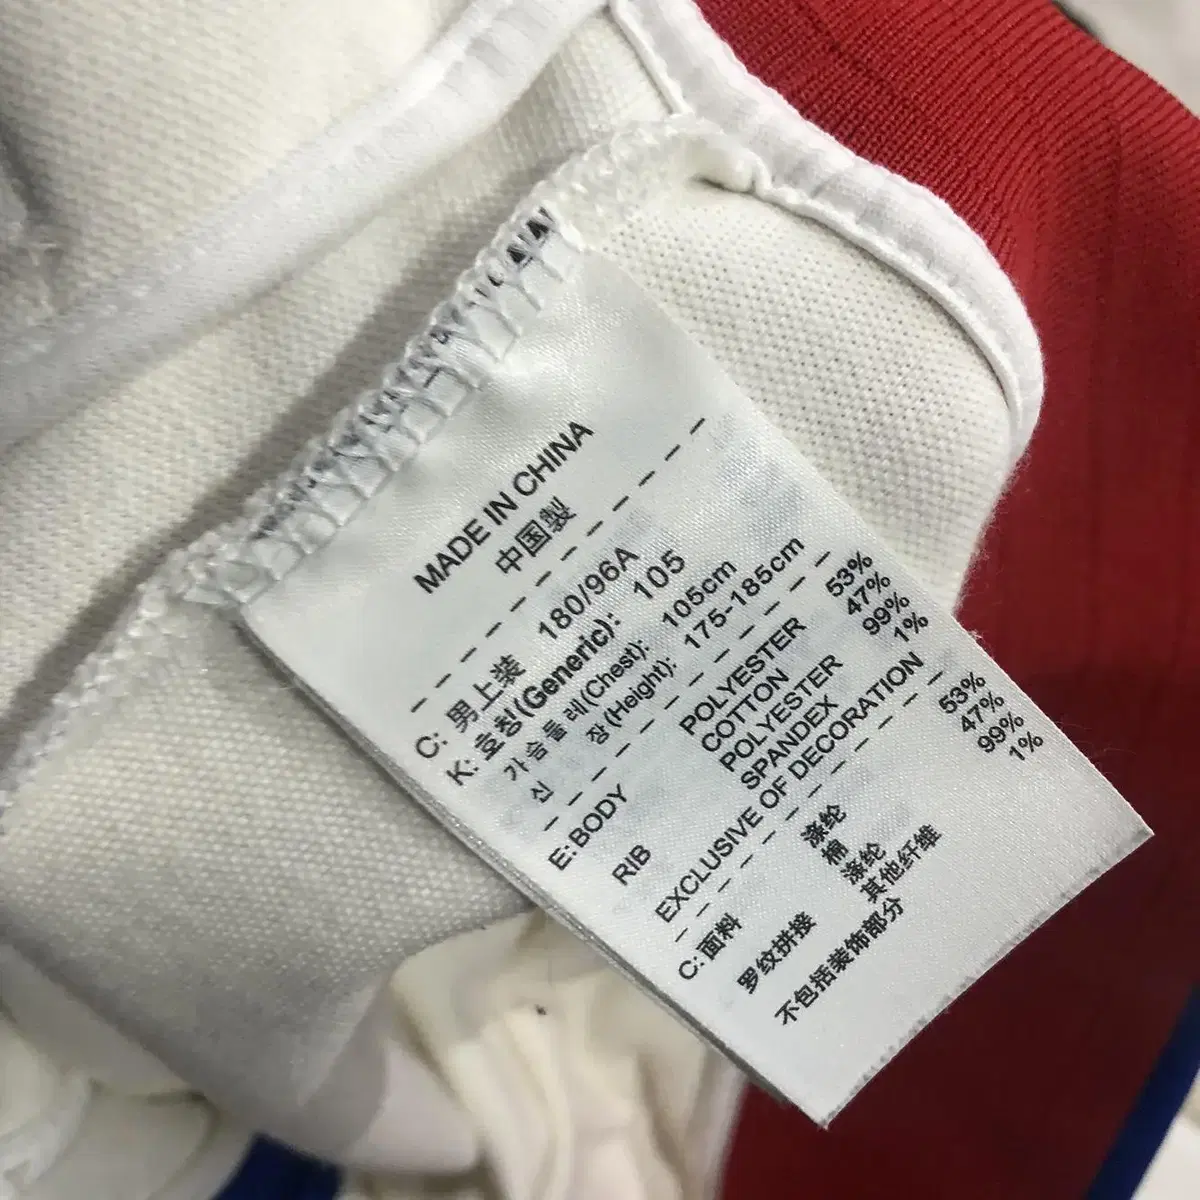 MADE IN CHINA
中国製
C: 男上装 180/96A
K: 호칭(Generic): 105
가슴둘레(Chest): 105cm
신 장(Height): 175-185cm
E: BODY POLYESTER 53%
COTTON 47%
RIB POLYESTER 99%
SPANDEX 1%
EXCLUSIVE OF DECORATION
C: 面料 涤纶 53%
棉 47%
罗纹拼接 涤纶 99%
其他纤维 1%
不包括装饰部分